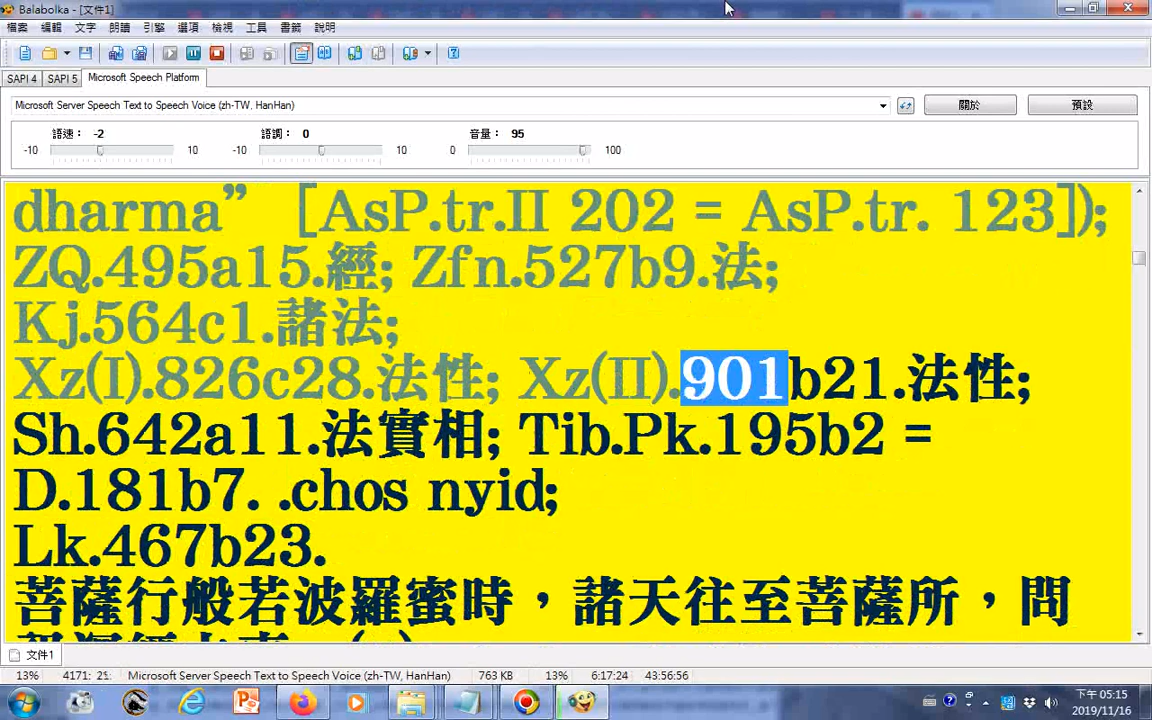 Balabolka - [文件1]
檔案 編輯 文字 朗讀 引擎 選項 檢視 工具 書籤 說明
SAPI 4 SAPI 5 Microsoft Speech Platform
Microsoft Server Speech Text to Speech Voice (zh-TW, HanHan) 關於 預設
語速： -2 語調： 0 音量： 95
-10 10 -10 10 0 100
dharma” [AsP.tr.II 202 = AsP.tr. 123]);
ZQ.495a15.經; Zfn.527b9.法;
Kj.564c1.諸法;
Xz(I).826c28.法性; Xz(II).901b21.法性;
Sh.642a11.法實相; Tib.Pk.195b2 =
D.181b7. .chos nyid;
Lk.467b23.
菩薩行般若波羅蜜時，諸天往至菩薩所，問
文件1
13% 4171: 21: Microsoft Server Speech Text to Speech Voice (zh-TW, HanHan) 763 KB 13% 6:17:24 43:56:56
下午 05:15
2019/11/16